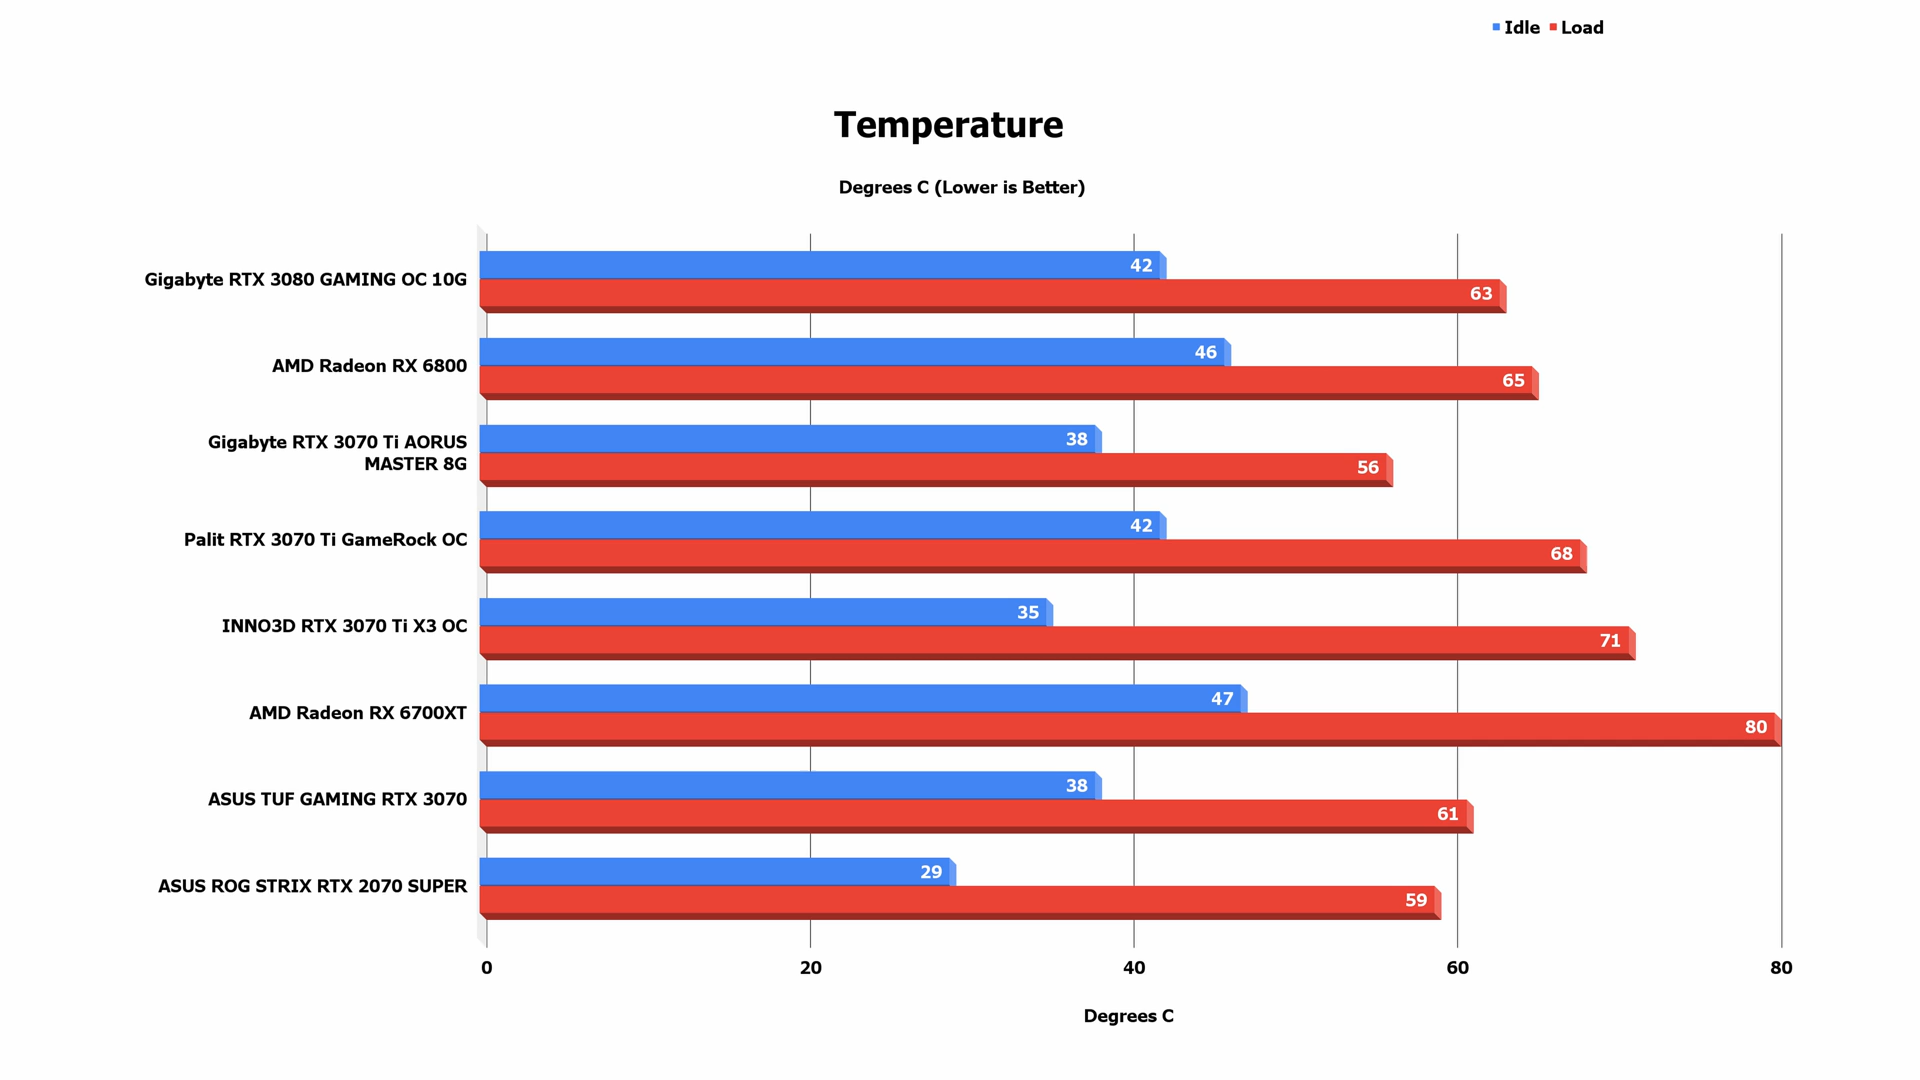 Idle Load
Temperature
Degrees C (Lower is Better)
Gigabyte RTX 3080 GAMING OC 10G
42
63
AMD Radeon RX 6800
46
65
Gigabyte RTX 3070 Ti AORUS
MASTER 8G
38
56
Palit RTX 3070 Ti GameRock OC
42
68
INNO3D RTX 3070 Ti X3 OC
35
71
AMD Radeon RX 6700XT
47
80
ASUS TUF GAMING RTX 3070
38
61
ASUS ROG STRIX RTX 2070 SUPER
29
59
0 20 40 60 80
Degrees C